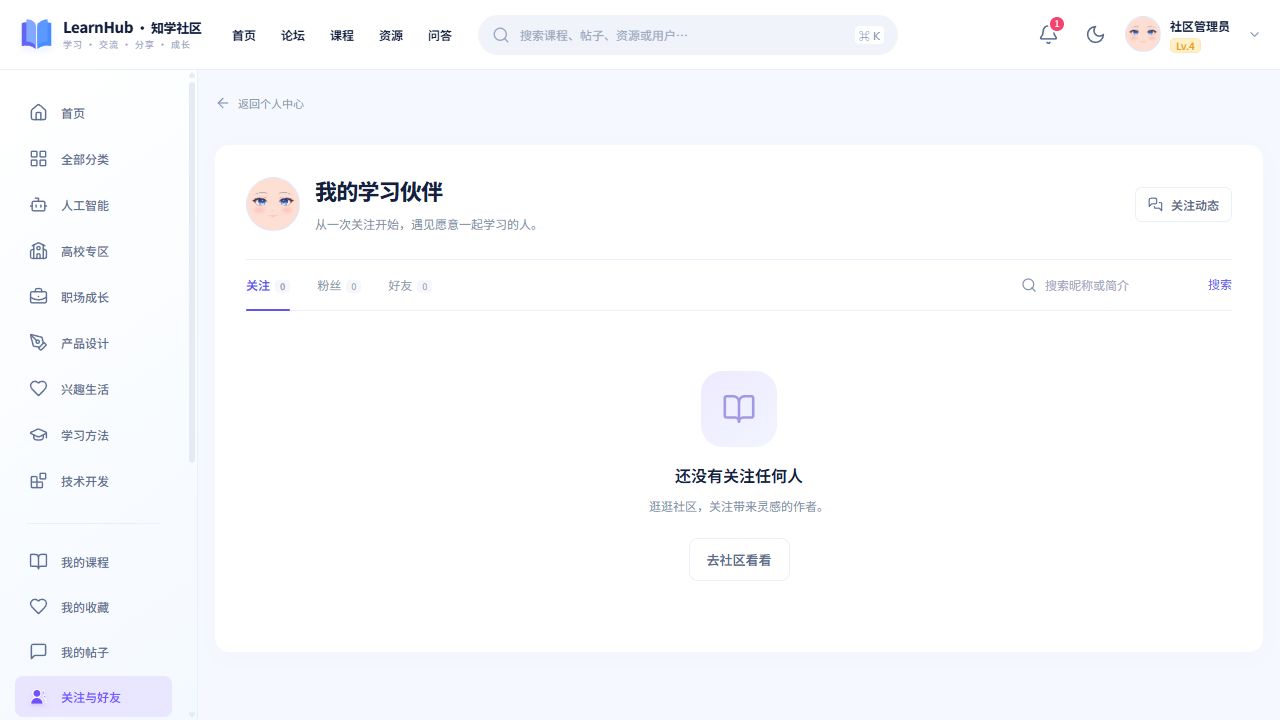 LearnHub · 知学社区
学习 • 交流 • 分享 • 成长
首页
论坛
课程
资源
问答
搜索课程、帖子、资源或用户…
⌘ K
1
社区管理员
Lv.4
首页
全部分类
人工智能
高校专区
职场成长
产品设计
兴趣生活
学习方法
技术开发
我的课程
我的收藏
我的帖子
关注与好友
返回个人中心
我的学习伙伴
从一次关注开始，遇见愿意一起学习的人。
关注动态
关注 0
粉丝 0
好友 0
搜索昵称或简介
搜索
还没有关注任何人
逛逛社区，关注带来灵感的作者。
去社区看看